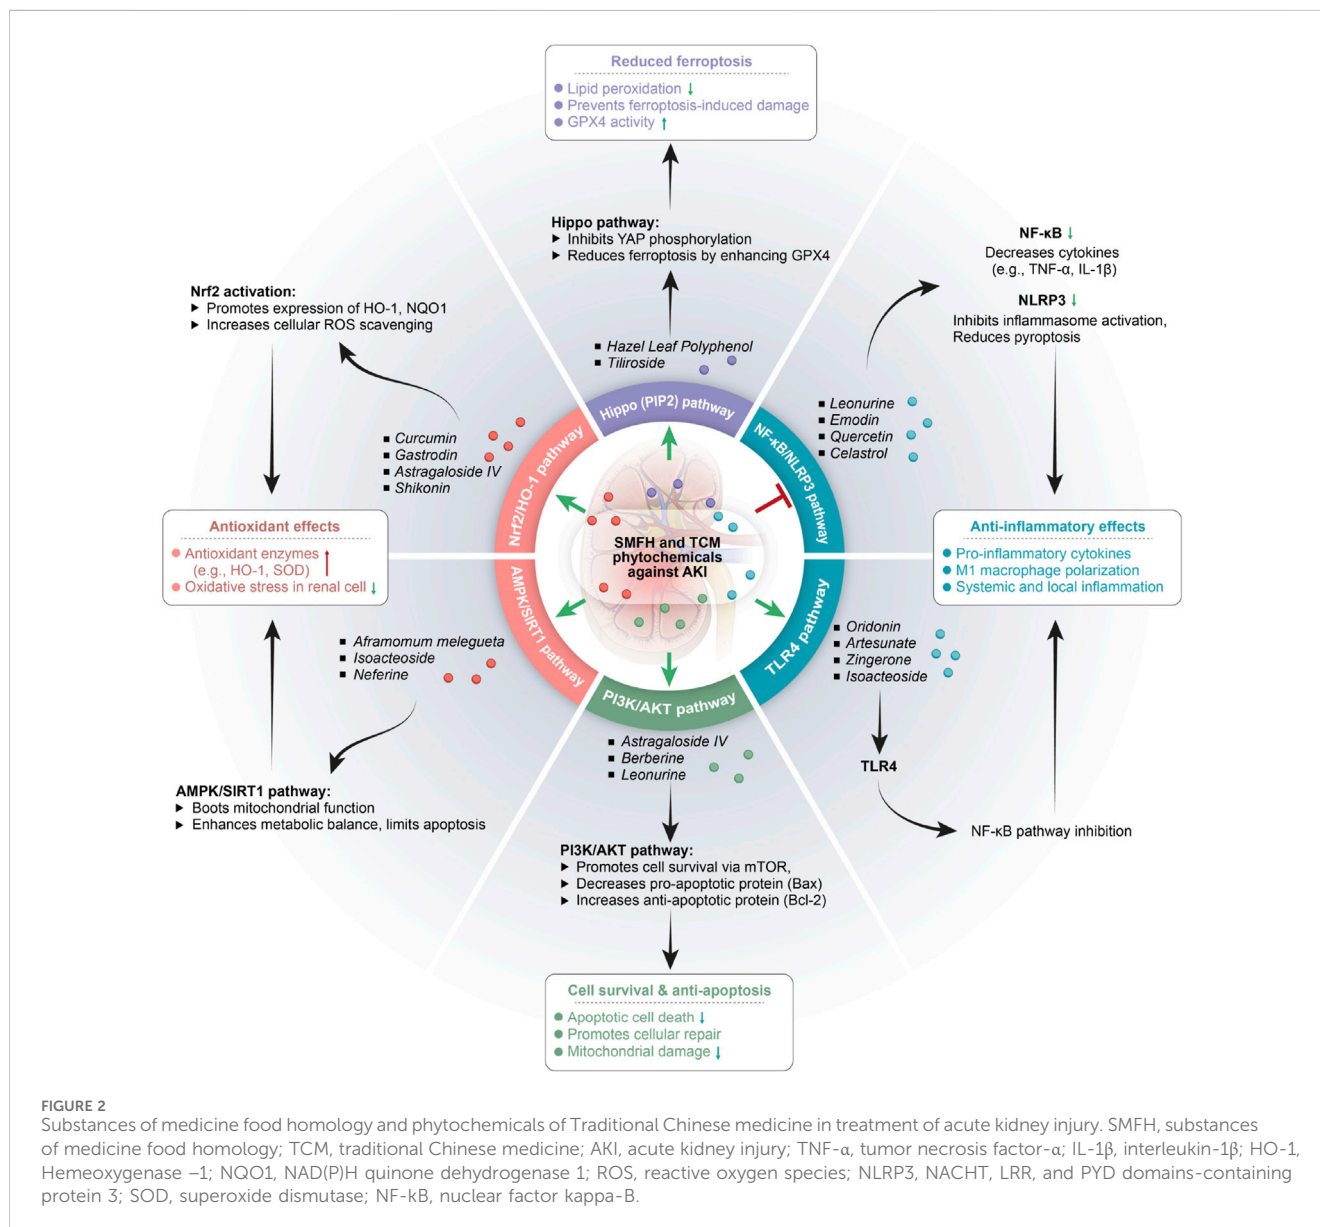 Reduced ferroptosis
Lipid peroxidation ↓
Prevents ferroptosis-induced damage
GPX4 activity ↑
Hippo pathway:
Inhibits YAP phosphorylation
Reduces ferroptosis by enhancing GPX4
Hazel Leaf Polyphenol
Tiliroside
Hippo (PIP2) pathway
NF-κB ↓
Decreases cytokines
(e.g., TNF-α, IL-1β)
NLRP3 ↓
Inhibits inflammasome activation,
Reduces pyroptosis
Leonurine
Emodin
Quercetin
Celastrol
NF-κB/NLRP3 pathway
Nrf2 activation:
Promotes expression of HO-1, NQO1
Increases cellular ROS scavenging
Curcumin
Gastrodin
Astragaloside IV
Shikonin
Nrf2/HO-1 pathway
Antioxidant effects
Antioxidant enzymes ↑
(e.g., HO-1, SOD)
Oxidative stress in renal cell ↓
SMFH and TCM
phytochemicals
against AKI
Anti-inflammatory effects
Pro-inflammatory cytokines
M1 macrophage polarization
Systemic and local inflammation
Aframomum melegueta
Isoacteoside
Neferine
AMPK/SIRT1 pathway
AMPK/SIRT1 pathway:
Boots mitochondrial function
Enhances metabolic balance, limits apoptosis
TLR4 pathway
Oridonin
Artesunate
Zingerone
Isoacteoside
TLR4
NF-κB pathway inhibition
PI3K/AKT pathway
Astragaloside IV
Berberine
Leonurine
PI3K/AKT pathway:
Promotes cell survival via mTOR,
Decreases pro-apoptotic protein (Bax)
Increases anti-apoptotic protein (Bcl-2)
Cell survival & anti-apoptosis
Apoptotic cell death ↓
Promotes cellular repair
Mitochondrial damage ↓
FIGURE 2
Substances of medicine food homology and phytochemicals of Traditional Chinese medicine in treatment of acute kidney injury. SMFH, substances
of medicine food homology; TCM, traditional Chinese medicine; AKI, acute kidney injury; TNF-α, tumor necrosis factor-α; IL-1β, interleukin-1β; HO-1,
Hemeoxygenase –1; NQO1, NAD(P)H quinone dehydrogenase 1; ROS, reactive oxygen species; NLRP3, NACHT, LRR, and PYD domains-containing
protein 3; SOD, superoxide dismutase; NF-kB, nuclear factor kappa-B.